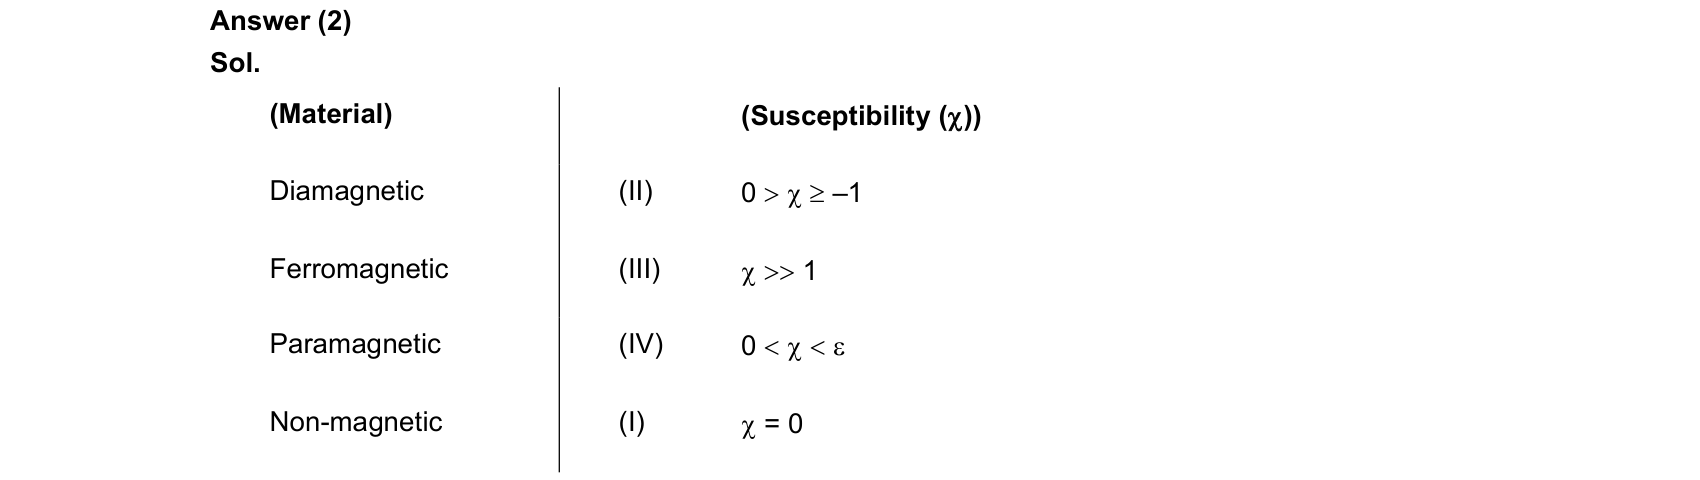 Answer (2)
Sol.
(Material) (Susceptibility (χ))
Diamagnetic (II) 0 > χ ≥ –1
Ferromagnetic (III) χ >> 1
Paramagnetic (IV) 0 < χ < ε
Non-magnetic (I) χ = 0